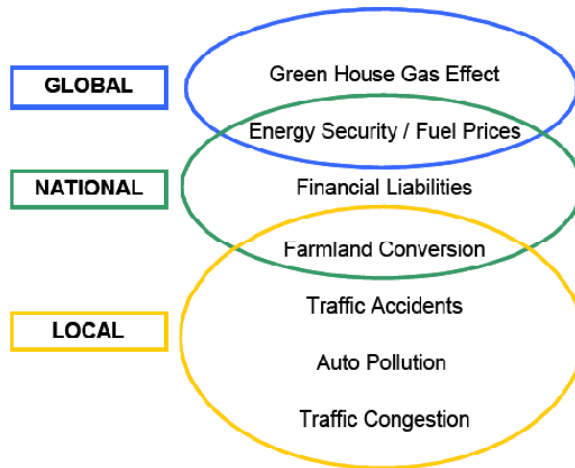 Green House Gas Effect
GLOBAL
Energy Security / Fuel Prices
NATIONAL
Financial Liabilities
Farmland Conversion
Traffic Accidents
LOCAL
Auto Pollution
Traffic Congestion